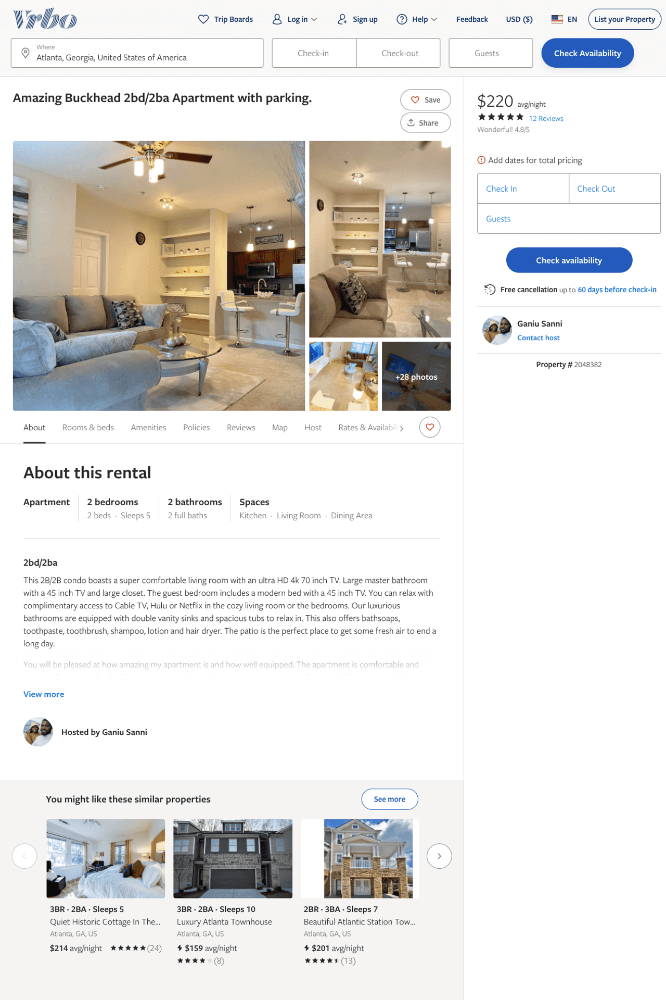 Vrbo
Trip Boards
Log in
Sign up
Help
Feedback
USD ($)
EN
List your Property
Where
Atlanta, Georgia, United States of America
Check-in
Check-out
Guests
Check Availability
Amazing Buckhead 2bd/2ba Apartment with parking.
Save
Share
+28 photos
$220 avg/night
12 Reviews
Wonderful! 4.8/5
Add dates for total pricing
Check In
Check Out
Guests
Check availability
Free cancellation up to 60 days before check-in
Ganiu Sanni
Contact host
Property # 2048382
About
Rooms & beds
Amenities
Policies
Reviews
Map
Host
Rates & Availabili
About this rental
Apartment
2 bedrooms
2 beds · Sleeps 5
2 bathrooms
2 full baths
Spaces
Kitchen · Living Room · Dining Area
2bd/2ba
This 2B/2B condo boasts a super comfortable living room with an ultra HD 4k 70 inch TV. Large master bathroom
with a 45 inch TV and large closet. The guest bedroom includes a modern bed with a 45 inch TV. You can relax with
complimentary access to Cable TV, Hulu or Netflix in the cozy living room or the bedrooms. Our luxurious
bathrooms are equipped with double vanity sinks and spacious tubs to relax in. This also offers bathsoaps,
toothpaste, toothbrush, shampoo, lotion and hair dryer. The patio is the perfect place to get some fresh air to end a
long day.
You will be pleased at how amazing my apartment is and how well equipped. The apartment is comfortable and
View more
Hosted by Ganiu Sanni
You might like these similar properties
See more
3BR · 2BA · Sleeps 5
Quiet Historic Cottage In The...
Atlanta, GA, US
$214 avg/night
(24)
3BR · 2BA · Sleeps 10
Luxury Atlanta Townhouse
Atlanta, GA, US
$159 avg/night
(8)
2BR · 3BA · Sleeps 7
Beautiful Atlantic Station Tow...
Atlanta, GA, US
$201 avg/night
(13)